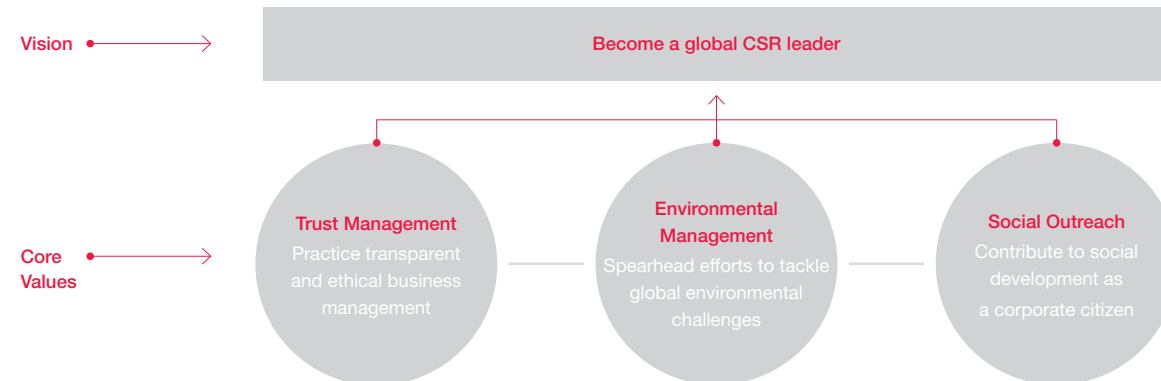 Vision
Become a global CSR leader
Core
Values
Trust Management
Practice transparent
and ethical business
management
Environmental
Management
Spearhead efforts to tackle
global environmental
challenges
Social Outreach
Contribute to social
development as
a corporate citizen